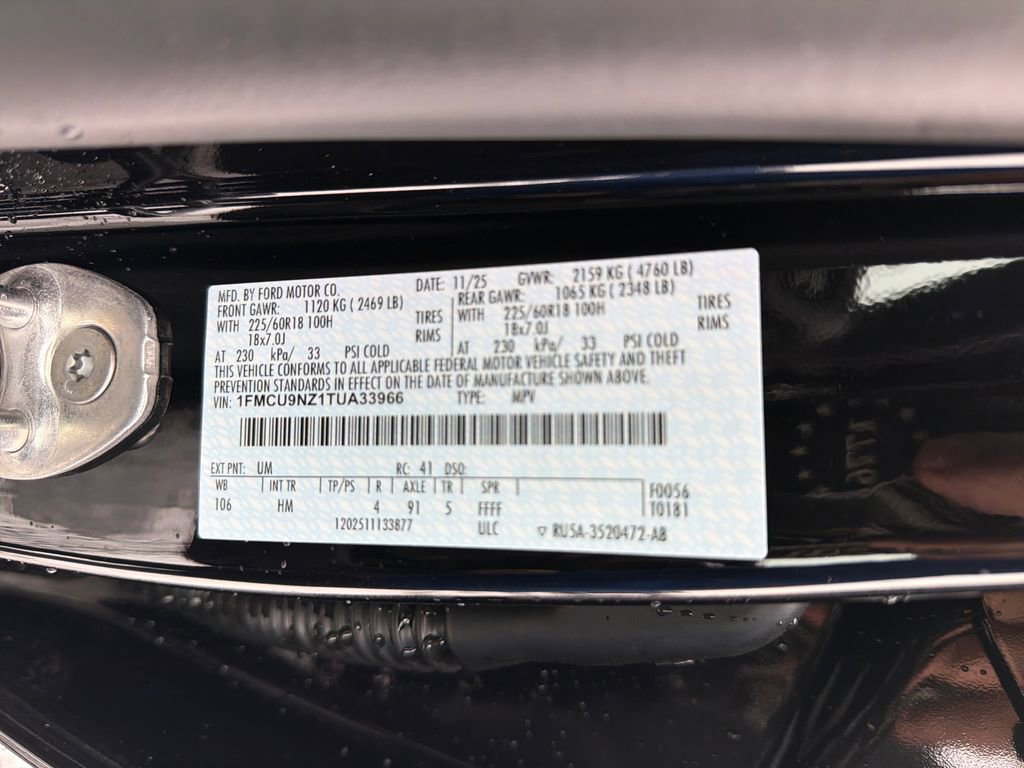 MFD. BY FORD MOTOR CO. DATE: 11/25 GVWR: 2159 KG ( 4760 LB)
FRONT GAWR: 1120 KG ( 2469 LB) REAR GAWR: 1065 KG ( 2348 LB)
WITH 225/60R18 100H TIRES 225/60R18 100H TIRES
18x7.0J RIMS WITH 18x7.0J RIMS
AT 230 kPa/ 33 PSI COLD AT 230 kPa/ 33 PSI COLD
THIS VEHICLE CONFORMS TO ALL APPLICABLE FEDERAL MOTOR VEHICLE SAFETY AND THEFT
PREVENTION STANDARDS IN EFFECT ON THE DATE OF MANUFACTURE SHOWN ABOVE.
VIN: 1FMCU9NZ1TUA33966 TYPE: MPV
EXT PNT: UM RC: 41 DSO:
WB INT TR TP/PS R AXLE TR SPR F0056
106 HM 4 91 5 FFFF T0181
1202511133877 ULC RU5A-3520472-AB